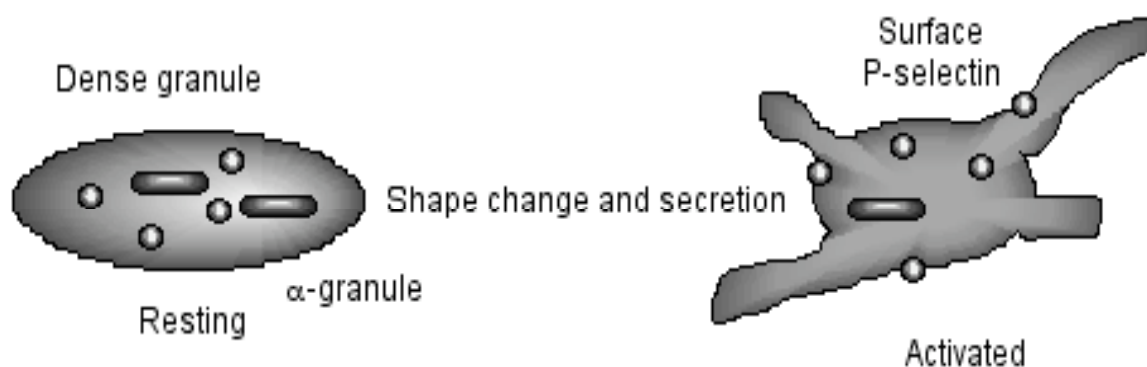 Surface
P-selectin
Dense granule
Shape change and secretion
α-granule
Resting
Activated